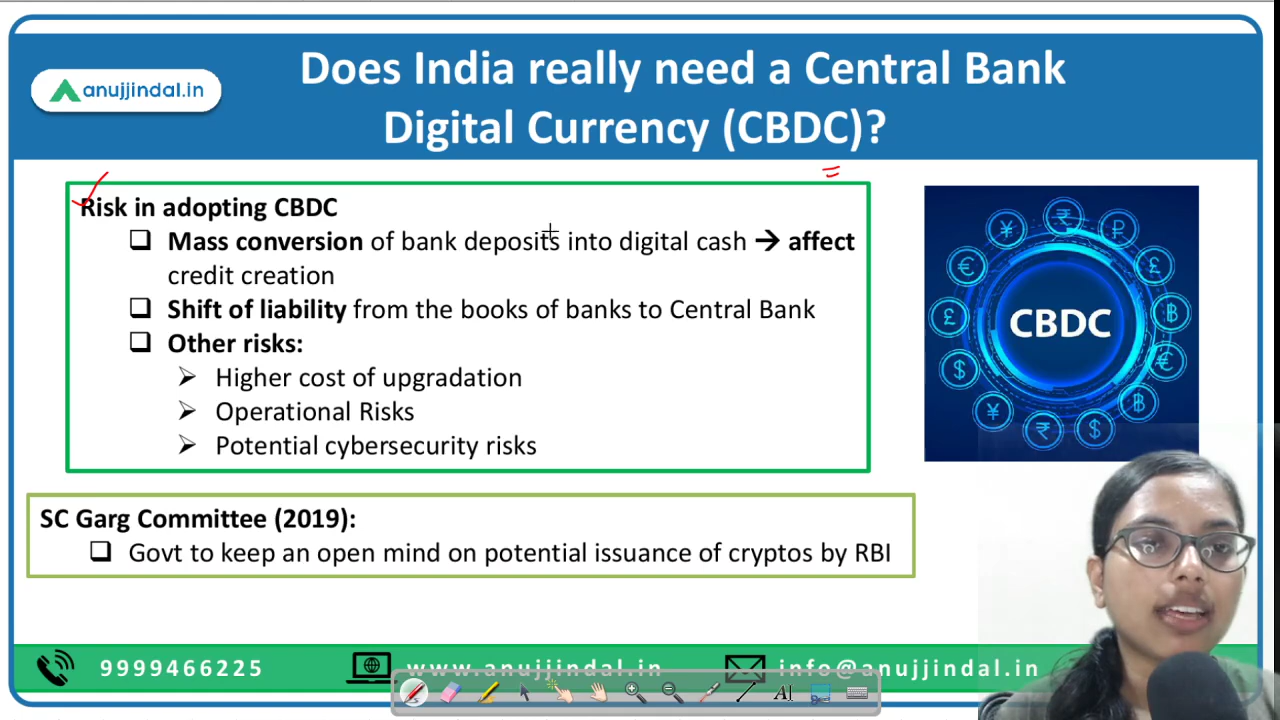 Does India really need a Central Bank
Digital Currency (CBDC)?
anujjindal.in
Risk in adopting CBDC
❑ Mass conversion of bank deposits into digital cash → affect
credit creation
❑ Shift of liability from the books of banks to Central Bank
❑ Other risks:
➢ Higher cost of upgradation
➢ Operational Risks
➢ Potential cybersecurity risks
CBDC
SC Garg Committee (2019):
❑ Govt to keep an open mind on potential issuance of cryptos by RBI
9999466225
www.anujjindal.in
info@anujjindal.in